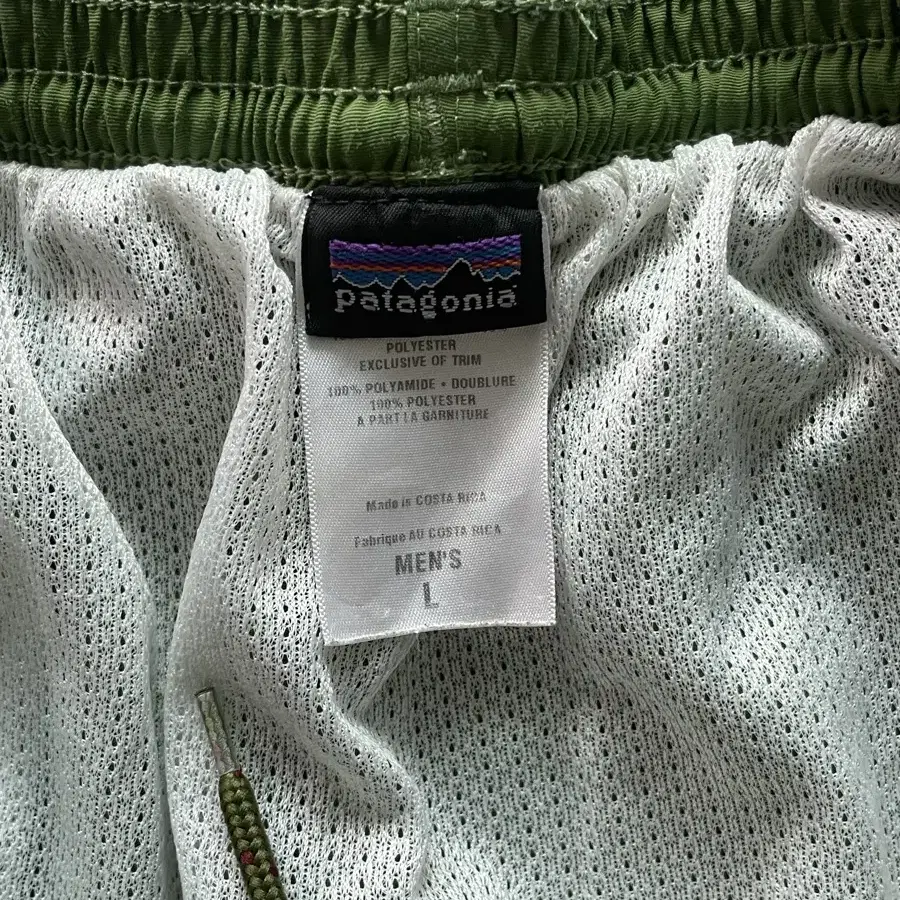 patagonia
POLYESTER
EXCLUSIVE OF TRIM
100% POLYAMIDE • DOUBLURE
100% POLYESTER
A PART LA GARNITURE
Made in COSTA RICA
Fabrique AU COSTA RICA
MEN'S
L